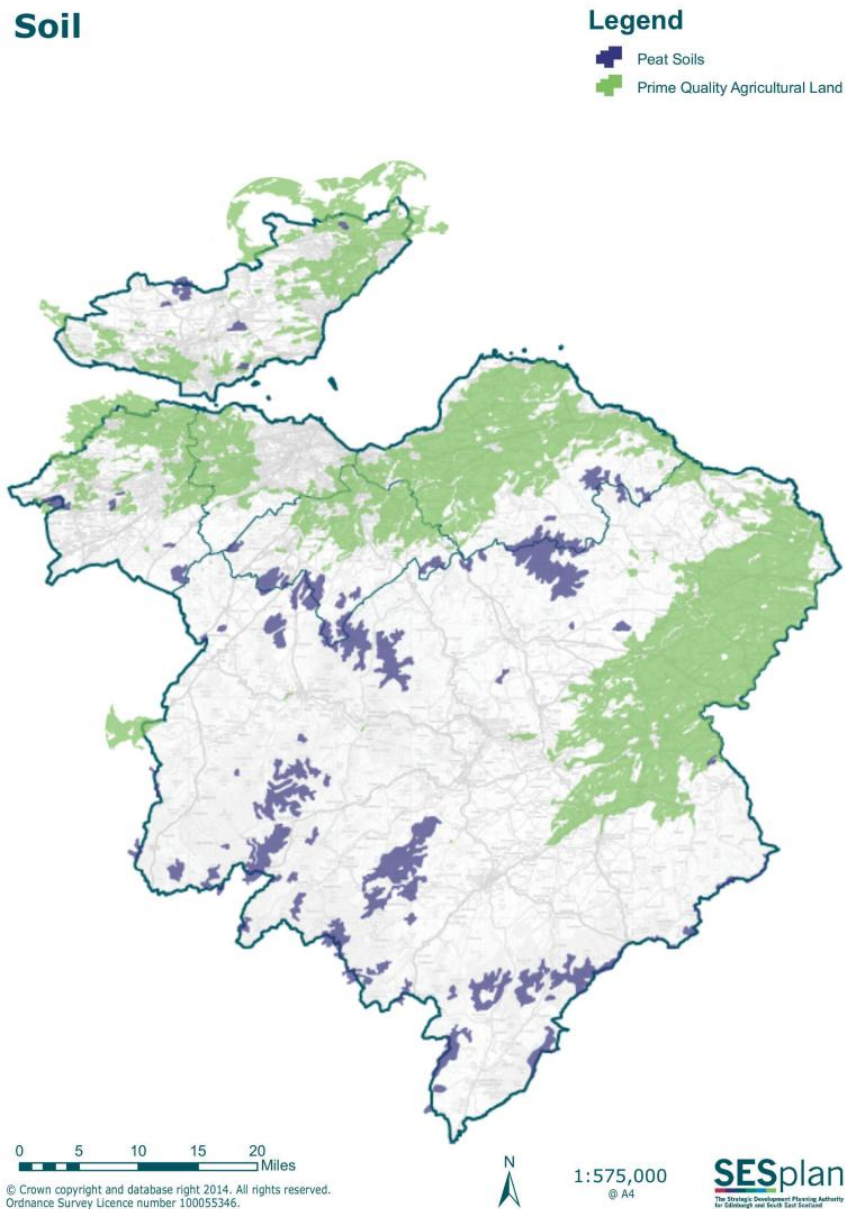 Soil
Legend
Peat Soils
Prime Quality Agricultural Land
0 5 10 15 20
Miles
© Crown copyright and database right 2014. All rights reserved.
Ordnance Survey Licence number 100055346.
N
1:575,000
@ A4
SESplan
The Strategic Development Planning Authority
for Edinburgh and South East Scotland